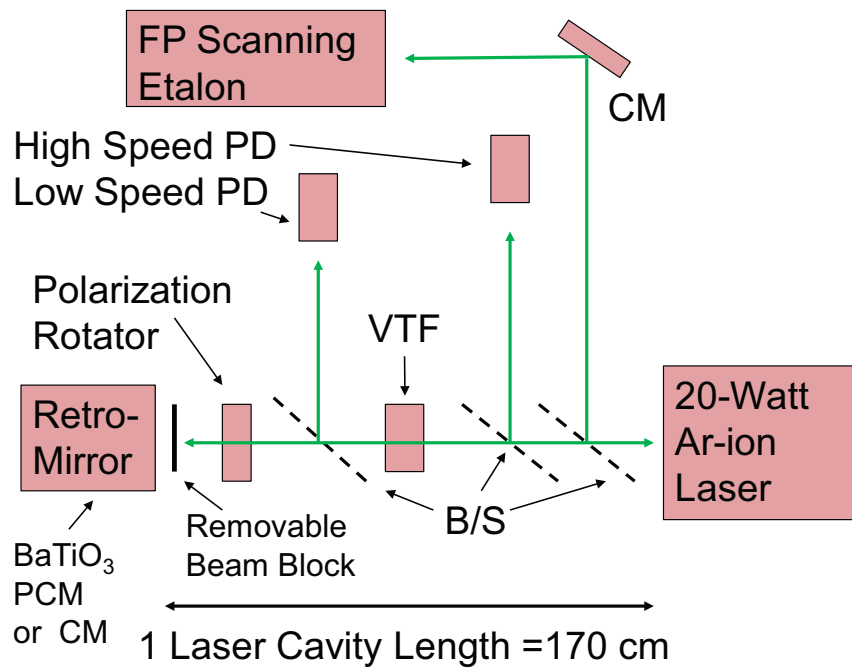 FP Scanning
Etalon
CM
High Speed PD
Low Speed PD
Polarization
Rotator
VTF
Retro-
Mirror
20-Watt
Ar-ion
Laser
B/S
Removable
Beam Block
BaTiO₃
PCM
or CM
1 Laser Cavity Length =170 cm